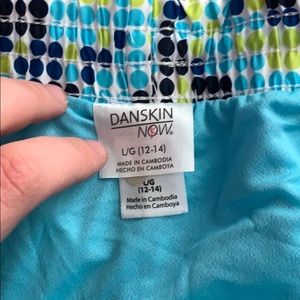 DANSKIN
NOW®
L/G (12-14)
MADE IN CAMBODIA
HECHO EN CAMBOYA
L/G
(12-14)
Made in Cambodia
Hecho en Camboya